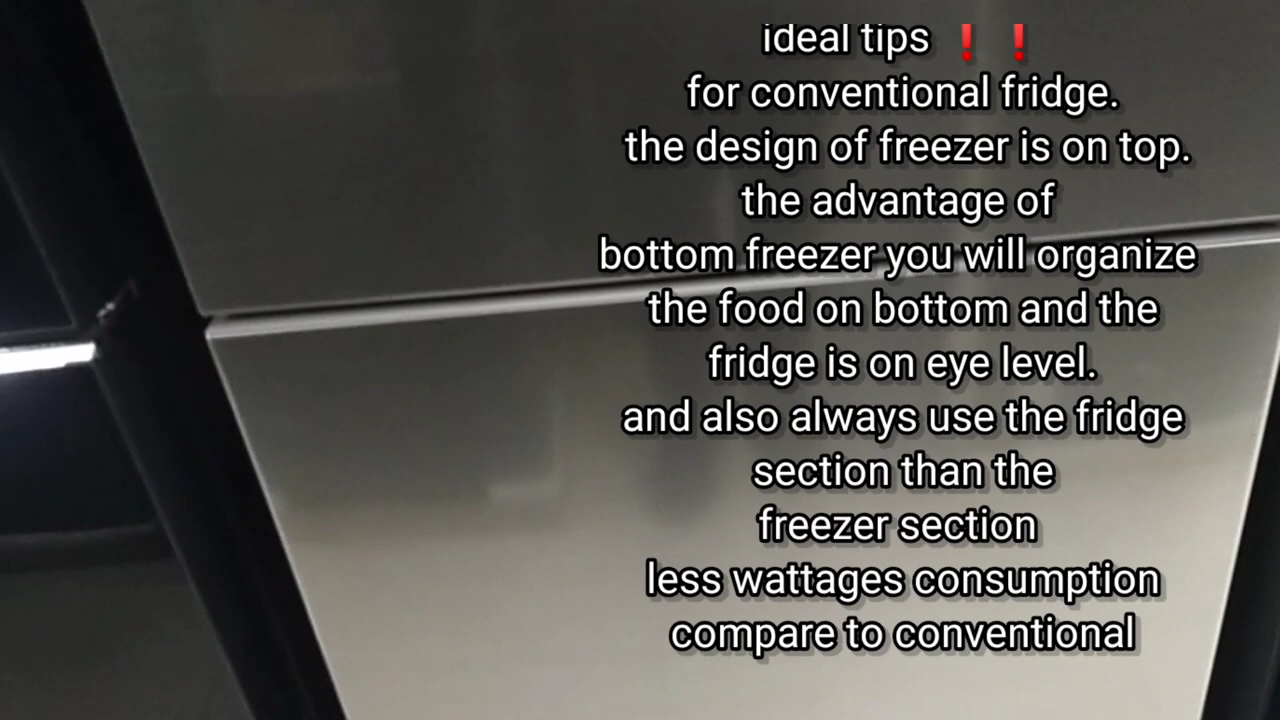 ideal tips ❗ ❗
for conventional fridge.
the design of freezer is on top.
the advantage of
bottom freezer you will organize
the food on bottom and the
fridge is on eye level.
and also always use the fridge
section than the
freezer section
less wattages consumption
compare to conventional